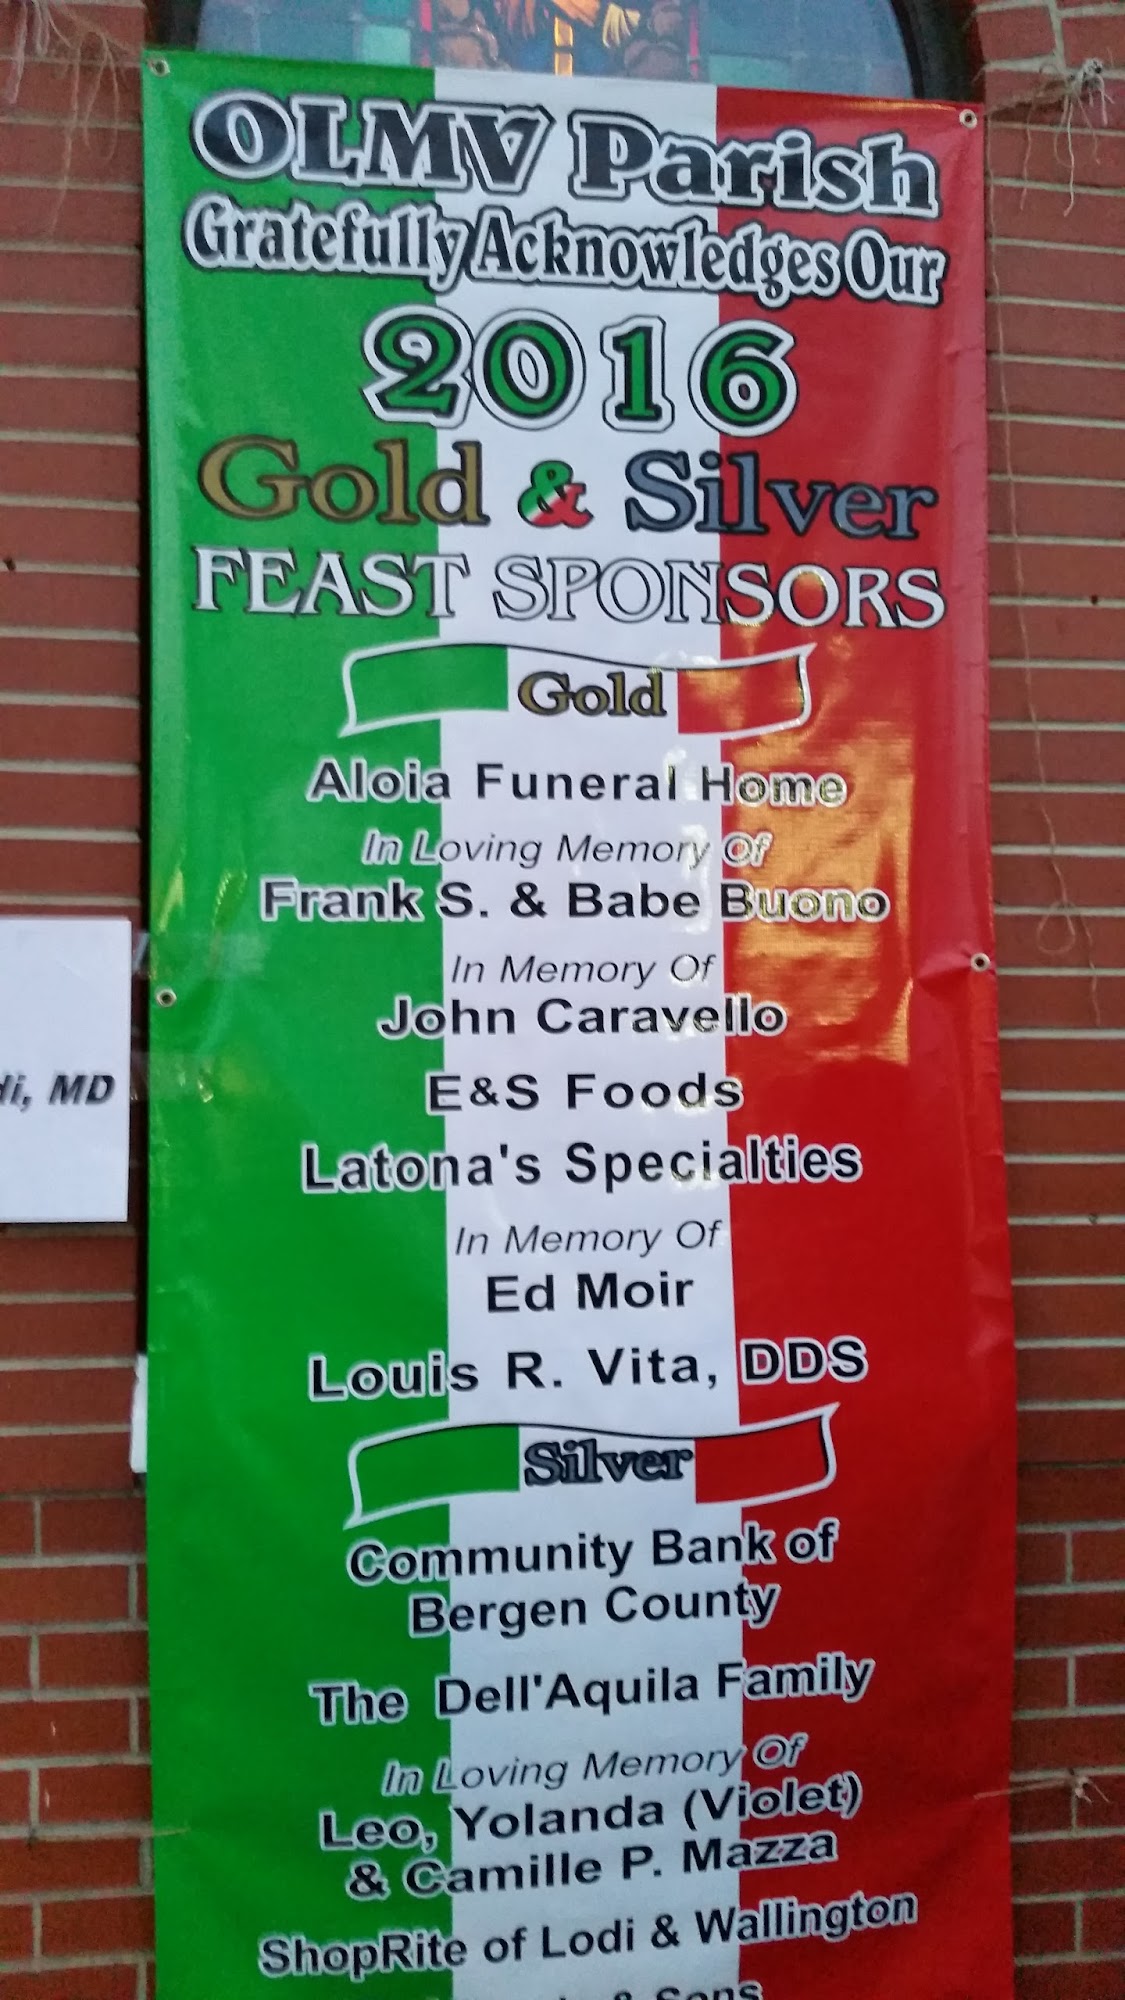 OLMV Parish
Gratefully Acknowledges Our
2016
Gold & Silver
FEAST SPONSORS
Gold
Aloia Funeral Home
In Loving Memory Of
Frank S. & Babe Buono
In Memory Of
John Caravello
E&S Foods
Latona's Specialties
In Memory Of
Ed Moir
Louis R. Vita, DDS
Silver
Community Bank of
Bergen County
The Dell'Aquila Family
In Loving Memory Of
Leo, Yolanda (Violet)
& Camille P. Mazza
ShopRite of Lodi & Wallington
& Sons
MD